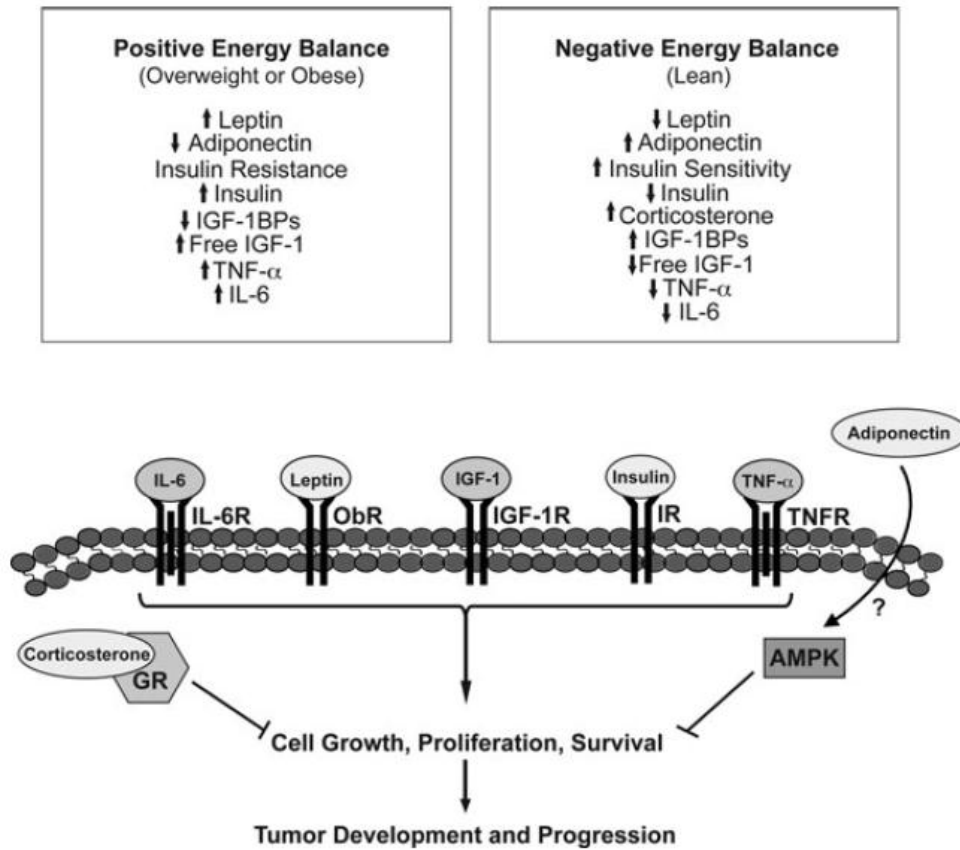 Positive Energy Balance
(Overweight or Obese)
↑ Leptin
↓ Adiponectin
Insulin Resistance
↑ Insulin
↓ IGF-1BPs
↑ Free IGF-1
↑ TNF-α
↑ IL-6
Negative Energy Balance
(Lean)
↓ Leptin
↑ Adiponectin
↑ Insulin Sensitivity
↓ Insulin
↑ Corticosterone
↑ IGF-1BPs
↓ Free IGF-1
↓ TNF-α
↓ IL-6
Adiponectin
IL-6
Leptin
IGF-1
Insulin
TNF-α
IL-6R
ObR
IGF-1R
IR
TNFR
?
Corticosterone
GR
AMPK
Cell Growth, Proliferation, Survival
Tumor Development and Progression